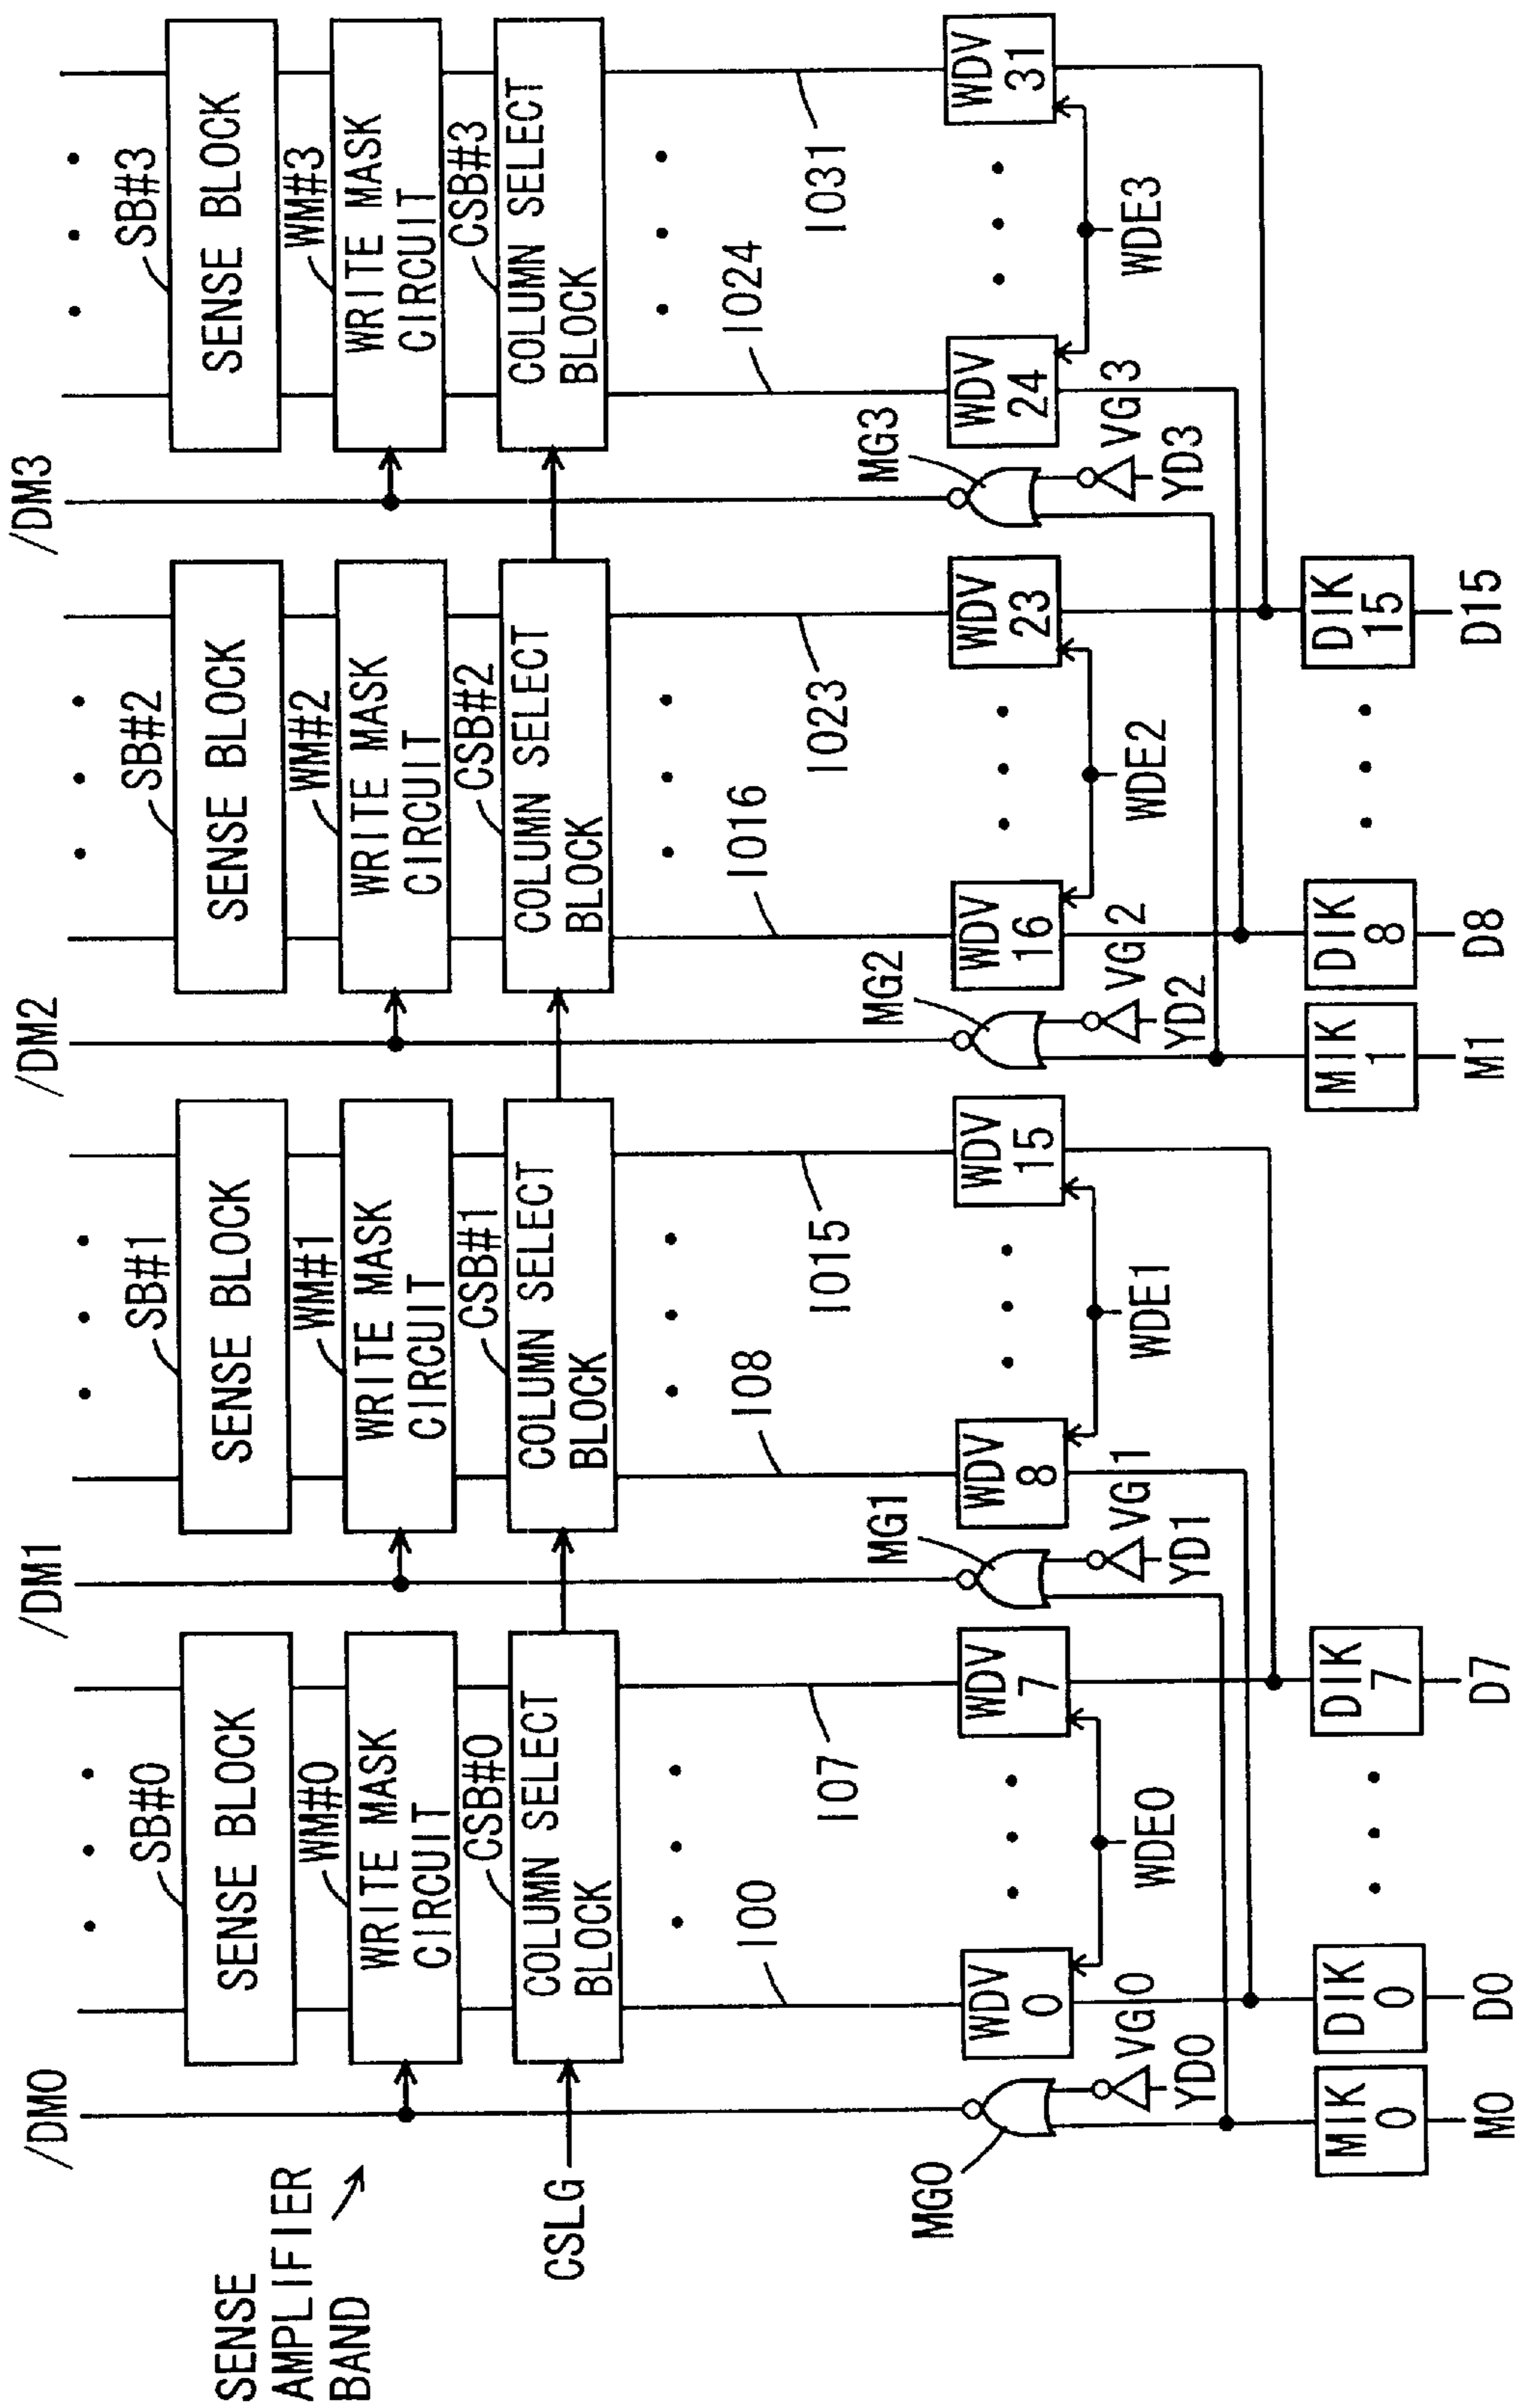 /DM0
/DM1
/DM2
/DM3
SENSE
AMPLIFIER
BAND
SB#0
SENSE BLOCK
SB#1
SENSE BLOCK
SB#2
SENSE BLOCK
SB#3
SENSE BLOCK
WM#0
WRITE MASK
CIRCUIT
WM#1
WRITE MASK
CIRCUIT
WM#2
WRITE MASK
CIRCUIT
WM#3
WRITE MASK
CIRCUIT
CSLG
CSB#0
COLUMN SELECT
BLOCK
CSB#1
COLUMN SELECT
BLOCK
CSB#2
COLUMN SELECT
BLOCK
CSB#3
COLUMN SELECT
BLOCK
IO0
IO7
IO8
IO15
IO16
IO23
IO24
IO31
MG0
MG1
MG2
MG3
WDV
0
WDV
7
WDV
8
WDV
15
WDV
16
WDV
23
WDV
24
WDV
31
VG0
VG1
VG2
VG3
YD0
YD1
YD2
YD3
WDE0
WDE1
WDE2
WDE3
MIK
0
DIK
0
DIK
7
MIK
1
DIK
8
DIK
15
M0
D0
D7
M1
D8
D15